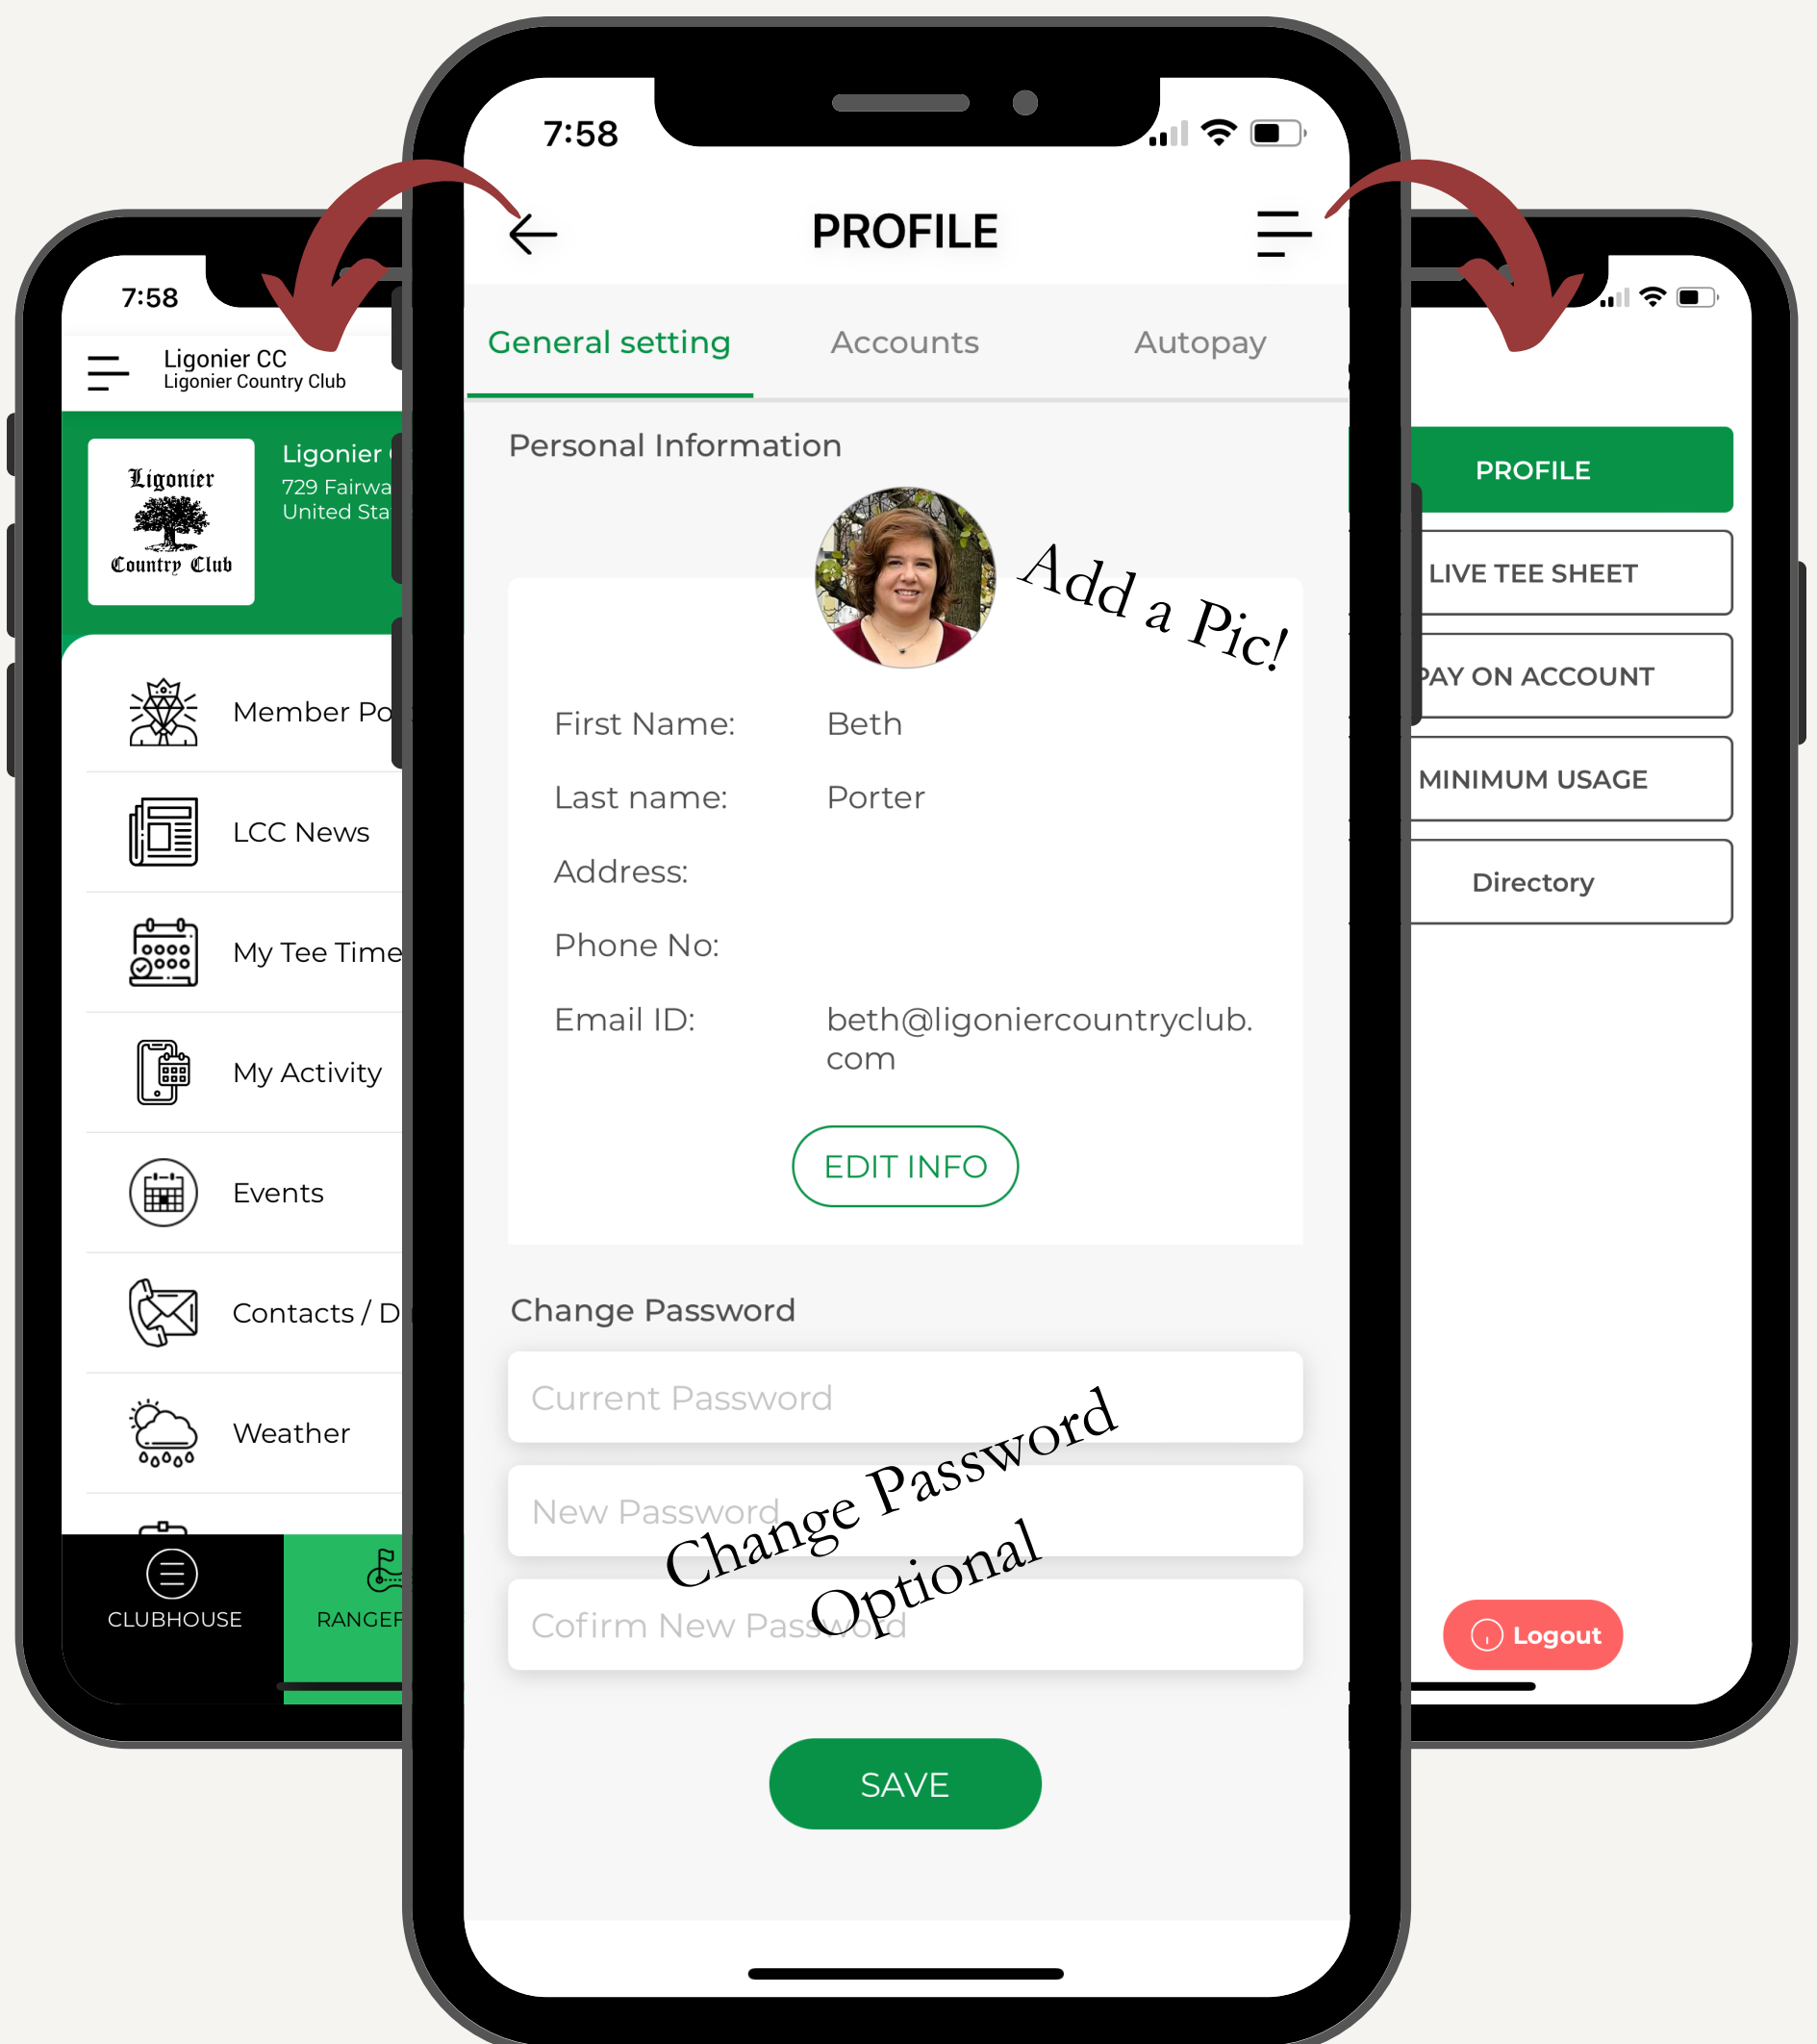 7:58
Ligonier CC
Ligonier Country Club
Ligonier
Country Club
Ligonier
729
United
Member
LCC News
My Tee
My Activity
Events
Contacts /
Weather
CLUBHOUSE
7:58
PROFILE
General setting
Accounts
Autopay
Personal Information
Add a Pic!
First Name: Beth
Last name: Porter
Address:
Phone No:
Email ID: beth@ligoniercountryclub.
com
EDIT INFO
Change Password
Current Password
New Password
Cofirm New Password
Change Password
Optional
SAVE
PROFILE
LIVE TEE SHEET
PAY ON ACCOUNT
MINIMUM USAGE
Directory
Logout